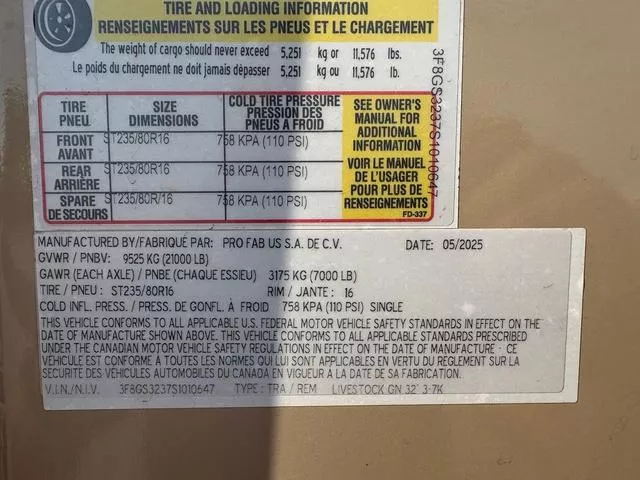 TIRE AND LOADING INFORMATION
RENSEIGNEMENTS SUR LES PNEUS ET LE CHARGEMENT
The weight of cargo should never exceed 5,251 kg or 11,576 lbs.
Le poids du chargement ne doit jamais dépasser 5,251 kg ou 11,576 lb.
TIRE PNEU SIZE DIMENSIONS COLD TIRE PRESSURE PRESSION DES PNEUS A FROID
FRONT AVANT ST235/80R16 758 KPA (110 PSI)
REAR ARRIÈRE ST235/80R16 758 KPA (110 PSI)
SPARE DE SECOURS ST235/80R/16 758 KPA (110 PSI)
SEE OWNER'S
MANUAL FOR
ADDITIONAL
INFORMATION
VOIR LE MANUEL
DE L'USAGER
POUR PLUS DE
RENSEIGNEMENTS
FD-337
3F8GS3237S1010647
MANUFACTURED BY/FABRIQUÉ PAR: PRO FAB US S.A. DE C.V. DATE: 05/2025
GVWR / PNBV: 9525 KG (21000 LB)
GAWR (EACH AXLE) / PNBE (CHAQUE ESSIEU) 3175 KG (7000 LB)
TIRE / PNEU : ST235/80R16 RIM / JANTE : 16
COLD INFL. PRESS. / PRESS. DE GONFL. À FROID 758 KPA (110 PSI) SINGLE
THIS VEHICLE CONFORMS TO ALL APPLICABLE U.S. FEDERAL MOTOR VEHICLE SAFETY STANDARDS IN EFFECT ON THE
DATE OF MANUFACTURE SHOWN ABOVE. THIS VEHICLE CONFORMS TO ALL APPLICABLE STANDARDS PRESCRIBED
UNDER THE CANADIAN MOTOR VEHICLE SAFETY REGULATIONS IN EFFECT ON THE DATE OF MANUFACTURE - CE
VÉHICULE EST CONFORME A TOUTES LES NORMES QUI LUI SONT APPLICABLES EN VERTU DU REGLEMENT SUR LA
SECURITE DES VÉHICULES AUTOMOBILES DU CANADA EN VIGUEUR A LA DATE DE SA FABRICATION.
V.I.N./N.I.V. 3F8GS3237S1010647 TYPE : TRA / REM LIVESTOCK GN 32' 3-7K